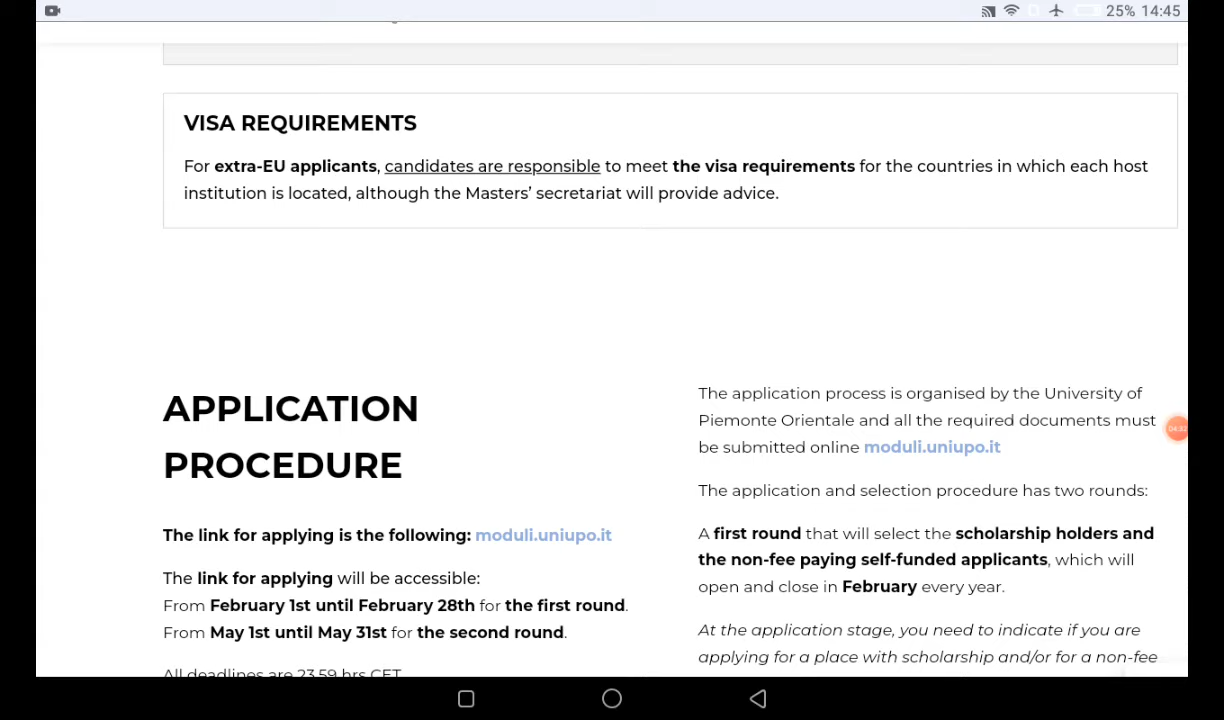 25% 14:45
VISA REQUIREMENTS
For extra-EU applicants, candidates are responsible to meet the visa requirements for the countries in which each host
institution is located, although the Masters’ secretariat will provide advice.
APPLICATION
PROCEDURE
The link for applying is the following: moduli.uniupo.it
The link for applying will be accessible:
From February 1st until February 28th for the first round.
From May 1st until May 31st for the second round.
All deadlines are 23.59 hrs CET
The application process is organised by the University of
Piemonte Orientale and all the required documents must
be submitted online moduli.uniupo.it
The application and selection procedure has two rounds:
A first round that will select the scholarship holders and
the non-fee paying self-funded applicants, which will
open and close in February every year.
At the application stage, you need to indicate if you are
applying for a place with scholarship and/or for a non-fee